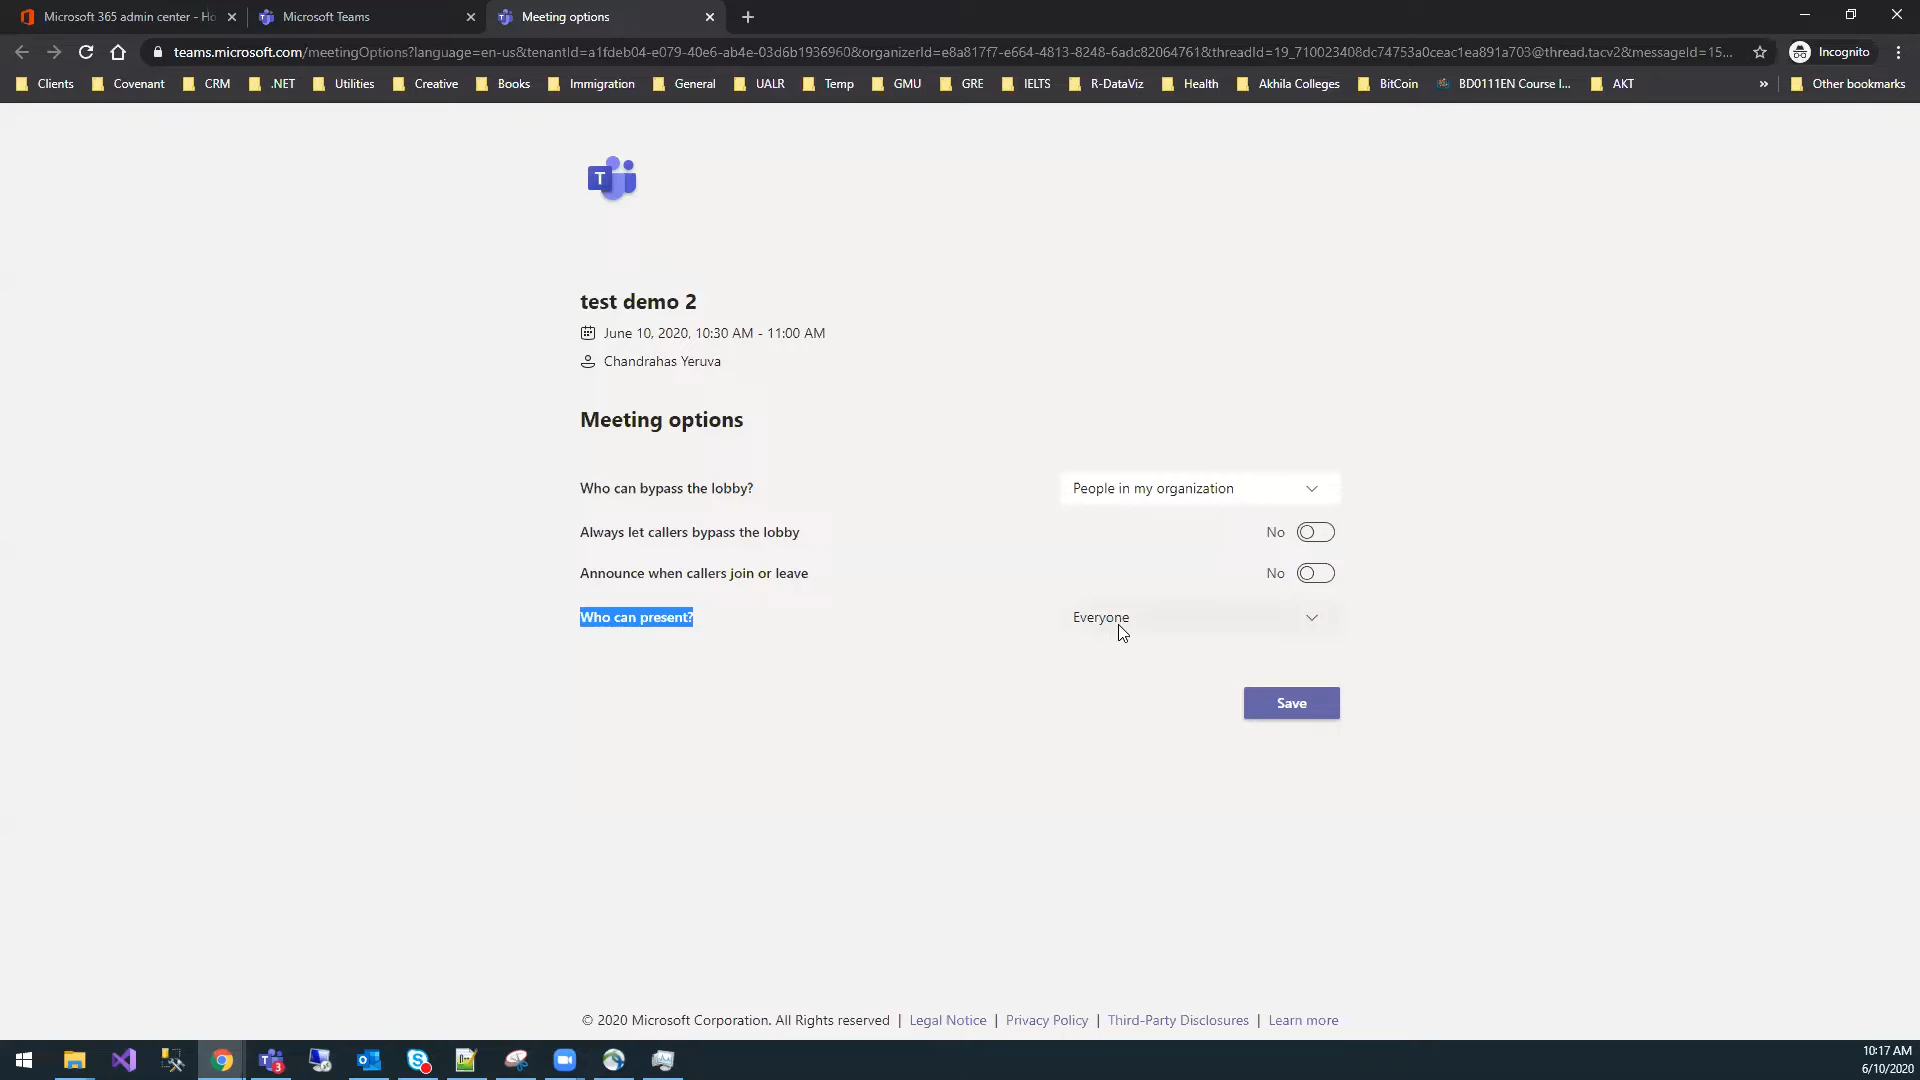 Microsoft 365 admin center - Ho
Microsoft Teams
Meeting options
teams.microsoft.com/meetingOptions?language=en-us&tenantId=a1fdeb04-e079-40e6-ab4e-03d6b1936960&organizerId=e8a817f7-e664-4813-8248-6adc82064761&threadId=19_710023408dc74753a0ceac1ea891a703@thread.tacv2&messageId=15...
Incognito
Clients
Covenant
CRM
.NET
Utilities
Creative
Books
Immigration
General
UALR
Temp
GMU
GRE
IELTS
R-DataViz
Health
Akhila Colleges
BitCoin
BD0111EN Course I...
AKT
»
Other bookmarks
T
test demo 2
June 10, 2020, 10:30 AM - 11:00 AM
Chandrahas Yeruva
Meeting options
Who can bypass the lobby?
People in my organization
Always let callers bypass the lobby
No
Announce when callers join or leave
No
Who can present?
Everyone
Save
© 2020 Microsoft Corporation. All Rights reserved | Legal Notice | Privacy Policy | Third-Party Disclosures | Learn more
10:17 AM
6/10/2020